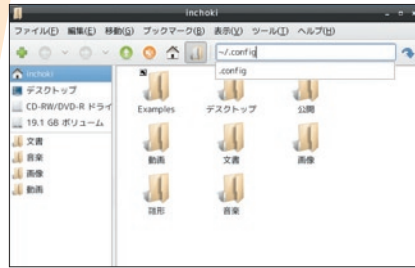 inchoki
ファイル(F) 編集(E) 移動(G) ブックマーク(B) 表示(V) ツール(T) ヘルプ(H)
~/.config
.config
inchoki
デスクトップ
CD-RW/DVD-R ドライ
19.1 GB ボリューム
文書
音楽
画像
動画
Examples デスクトップ 公開
動画 文書 画像
雛形 音楽